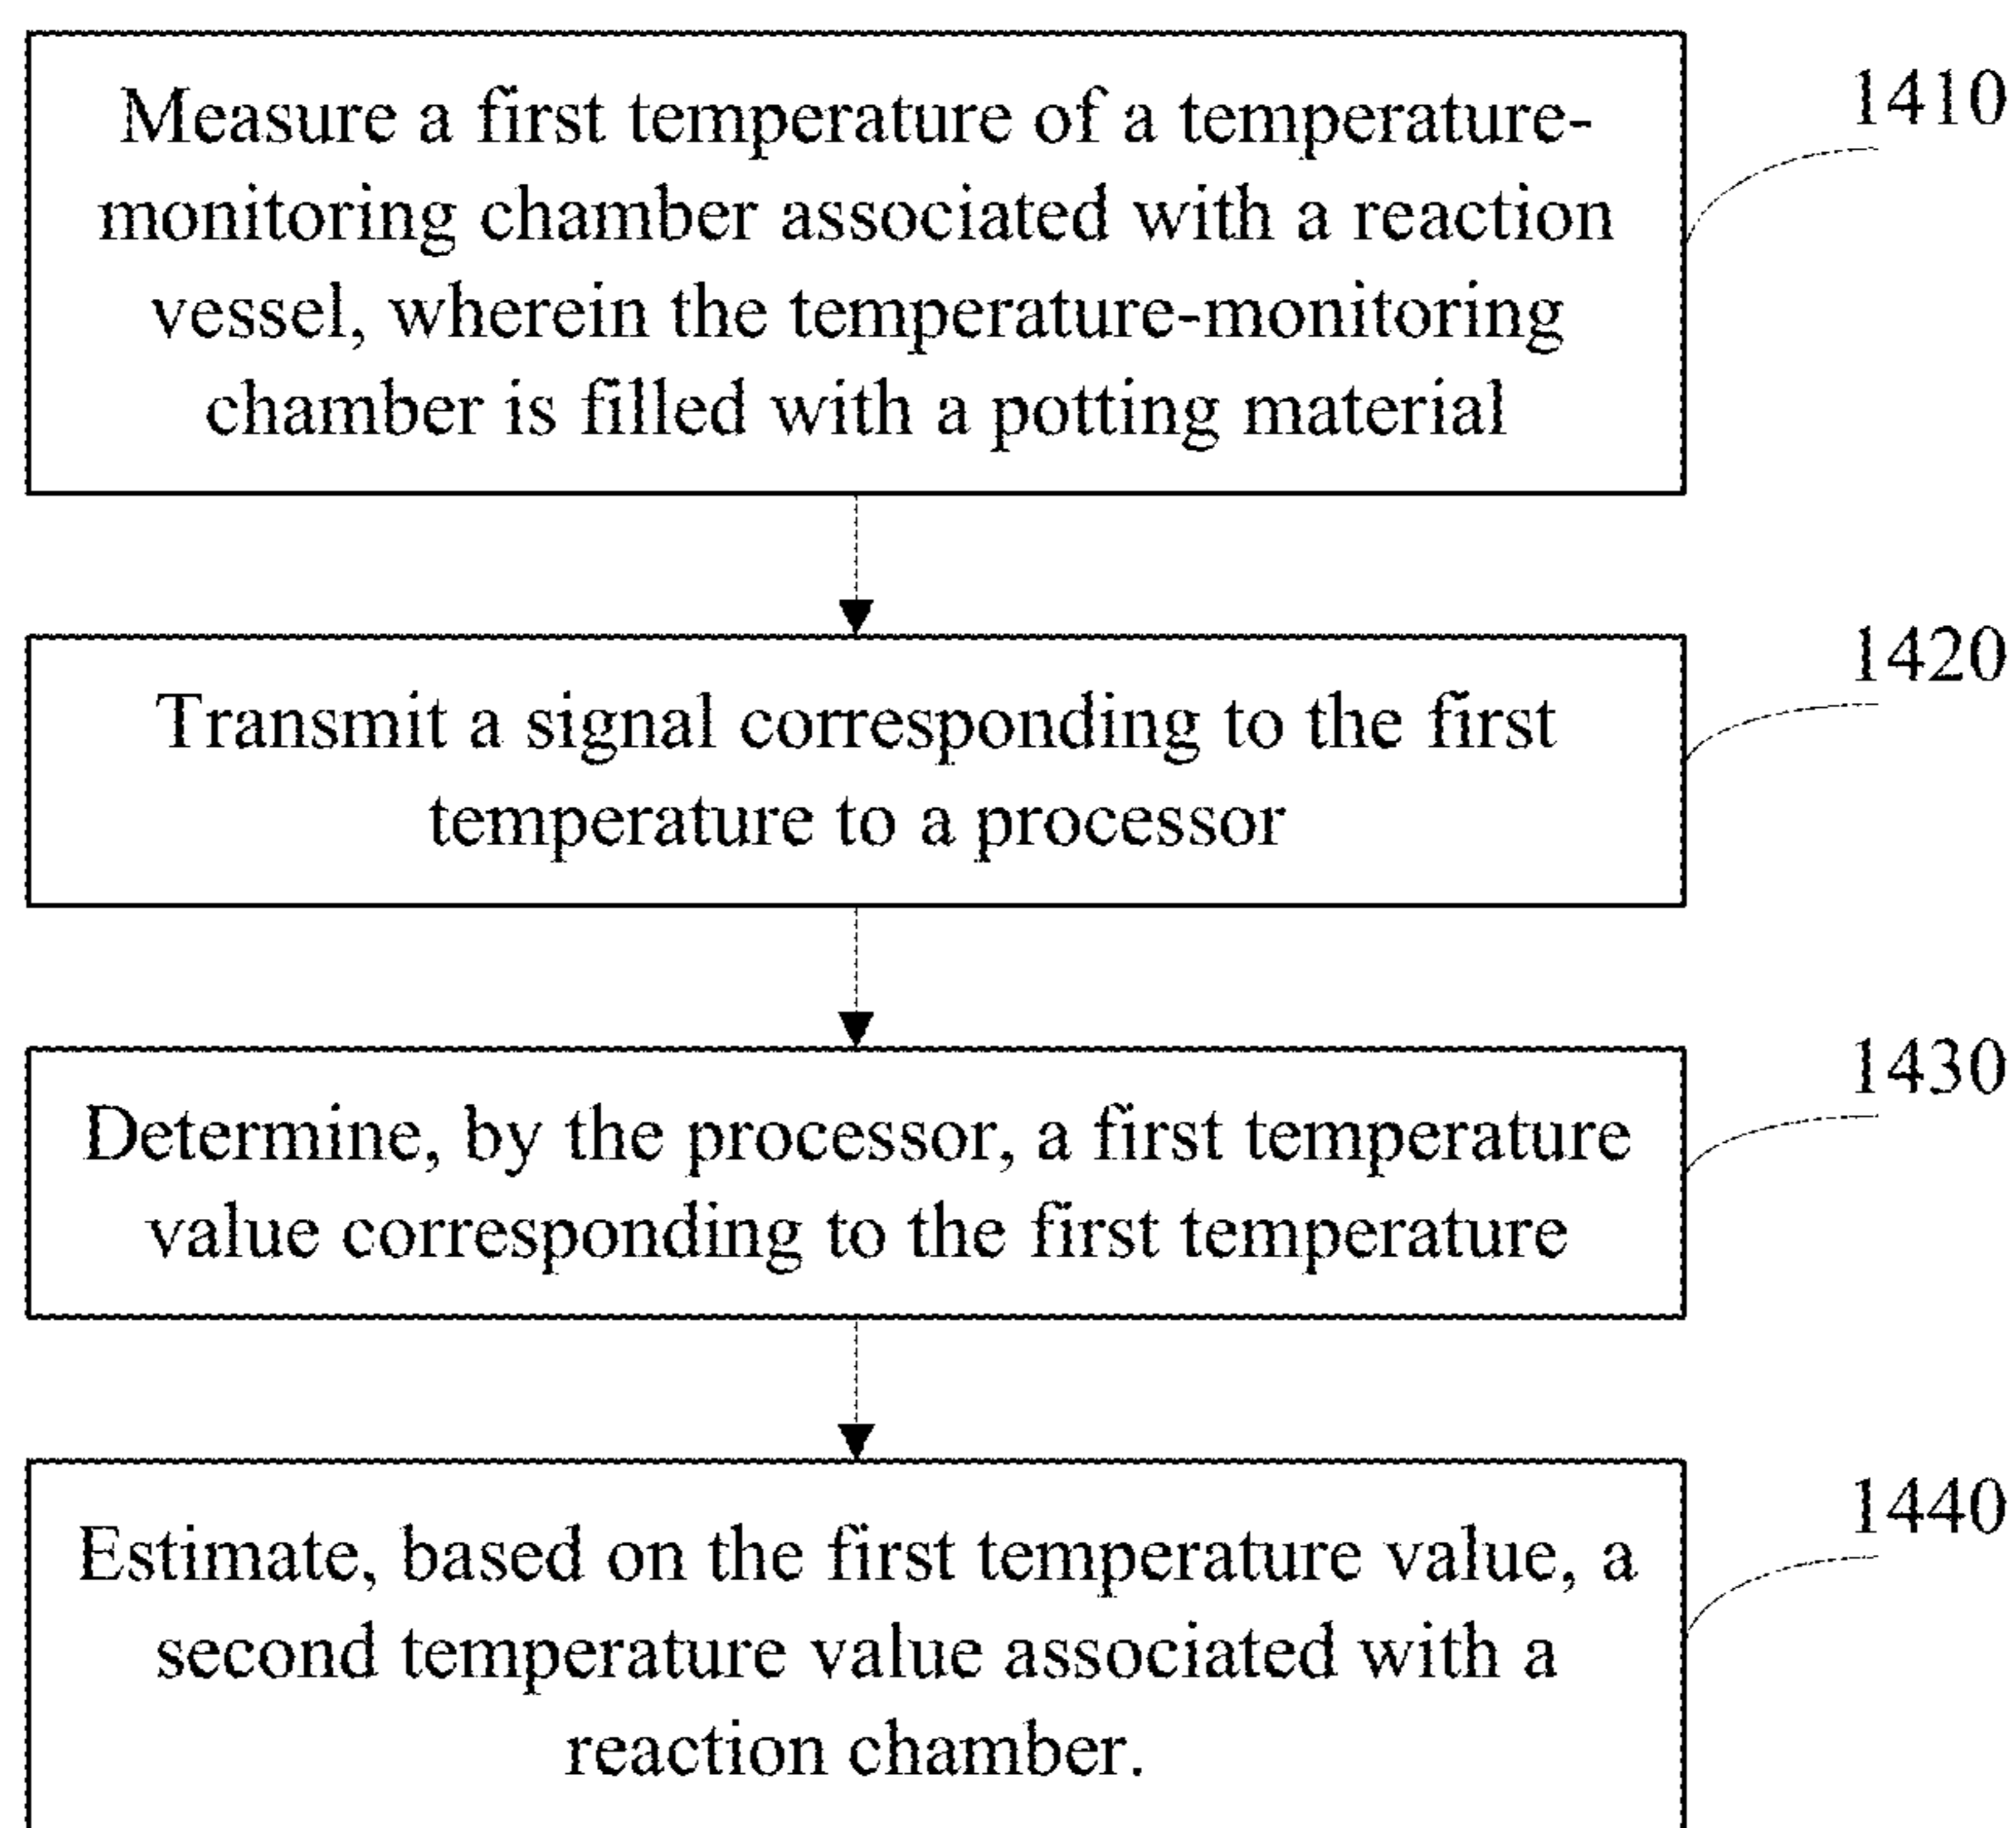 Measure a first temperature of a temperature-
monitoring chamber associated with a reaction
vessel, wherein the temperature-monitoring
chamber is filled with a potting material
1410
Transmit a signal corresponding to the first
temperature to a processor
1420
Determine, by the processor, a first temperature
value corresponding to the first temperature
1430
Estimate, based on the first temperature value, a
second temperature value associated with a
reaction chamber.
1440